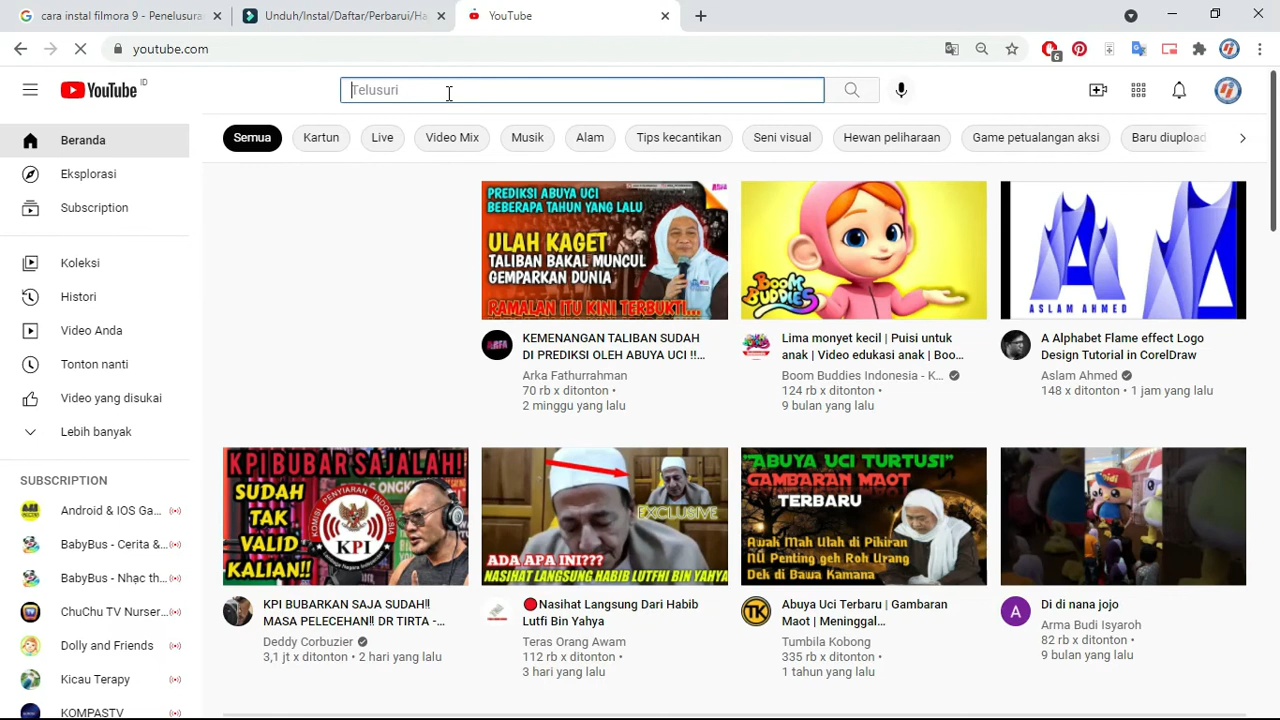 cara instal filmora 9 - Penelusura
Unduh/Instal/Daftar/Perbarui/Ha
YouTube
youtube.com
6
YouTube ID
Telusuri
Beranda
Eksplorasi
Subscription
Koleksi
Histori
Video Anda
Tonton nanti
Video yang disukai
Lebih banyak
SUBSCRIPTION
Android & IOS Ga...
BabyBus - Cerita &...
BabyBus - Nhạc th...
ChuChu TV Nurser...
Dolly and Friends
Kicau Terapy
KOMPASTV
Semua
Kartun
Live
Video Mix
Musik
Alam
Tips kecantikan
Seni visual
Hewan peliharaan
Game petualangan aksi
Baru diupload
PREDIKSI ABUYA UCI
BEBERAPA TAHUN YANG LALU
ULAH KAGET
TALIBAN BAKAL MUNCUL
GEMPARKAN DUNIA
RAMALAN ITU KINI TERBUKTI...
ARFA
KEMENANGAN TALIBAN SUDAH
DI PREDIKSI OLEH ABUYA UCI !!...
Arka Fathurrahman
70 rb x ditonton •
2 minggu yang lalu
BOOM
BUDDIES
Lima monyet kecil | Puisi untuk
anak | Video edukasi anak | Boo...
Boom Buddies Indonesia - K...
124 rb x ditonton •
9 bulan yang lalu
ASLAM AHMED
A Alphabet Flame effect Logo
Design Tutorial in CorelDraw
Aslam Ahmed
148 x ditonton • 1 jam yang lalu
KPI BUBAR SAJALAH!!
SUDAH
TAK
VALID
KALIAN!!
KPI
KPI BUBARKAN SAJA SUDAH‼
MASA PELECEHAN‼ DR TIRTA -...
Deddy Corbuzier
3,1 jt x ditonton • 2 hari yang lalu
EXCLUSIVE
ADA APA INI???
NASIHAT LANGSUNG HABIB LUTFHI BIN YAHYA
Nasihat Langsung Dari Habib
Lutfi Bin Yahya
Teras Orang Awam
112 rb x ditonton •
3 hari yang lalu
"ABUYA UCI TURTUSI"
GAMBARAN MAOT
TERBARU
Awak Mah Ulah di Pikiran
NU Penting geh Roh Urang
Dek di Bawa Kamana
TK
Abuya Uci Terbaru | Gambaran
Maot | Meninggal...
Tumbila Kobong
335 rb x ditonton •
1 tahun yang lalu
A
Di di nana jojo
Arma Budi Isyaroh
82 rb x ditonton •
9 bulan yang lalu